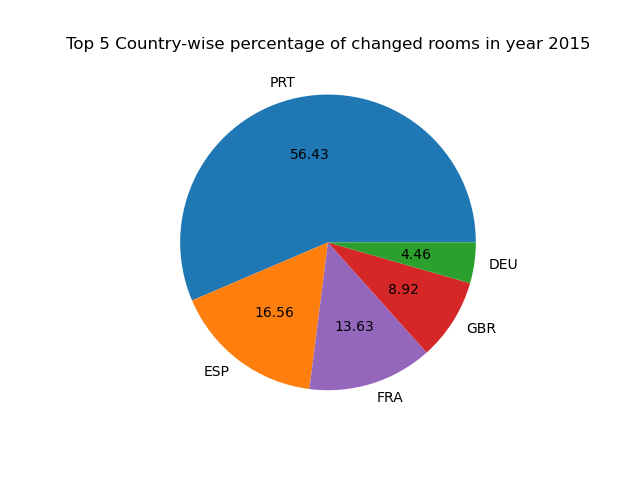 Top 5 Country-wise percentage of changed rooms in year 2015
PRT
56.43
4.46
DEU
8.92
16.56
13.63
GBR
ESP
FRA